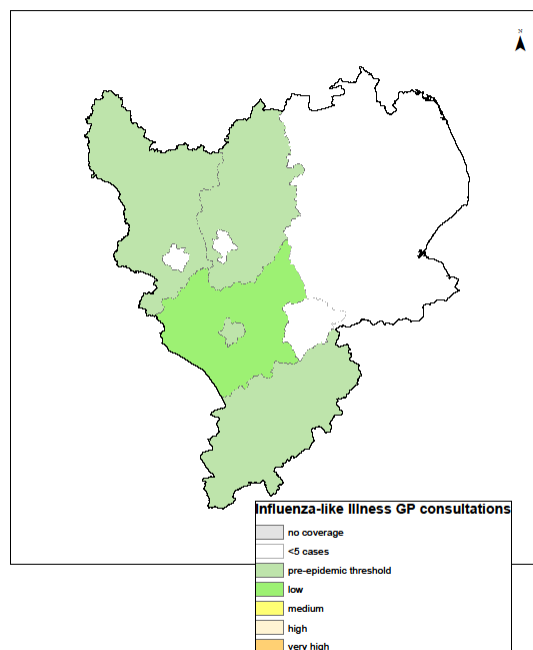 N
Influenza-like Illness GP consultations
no coverage
<5 cases
pre-epidemic threshold
low
medium
high
very high